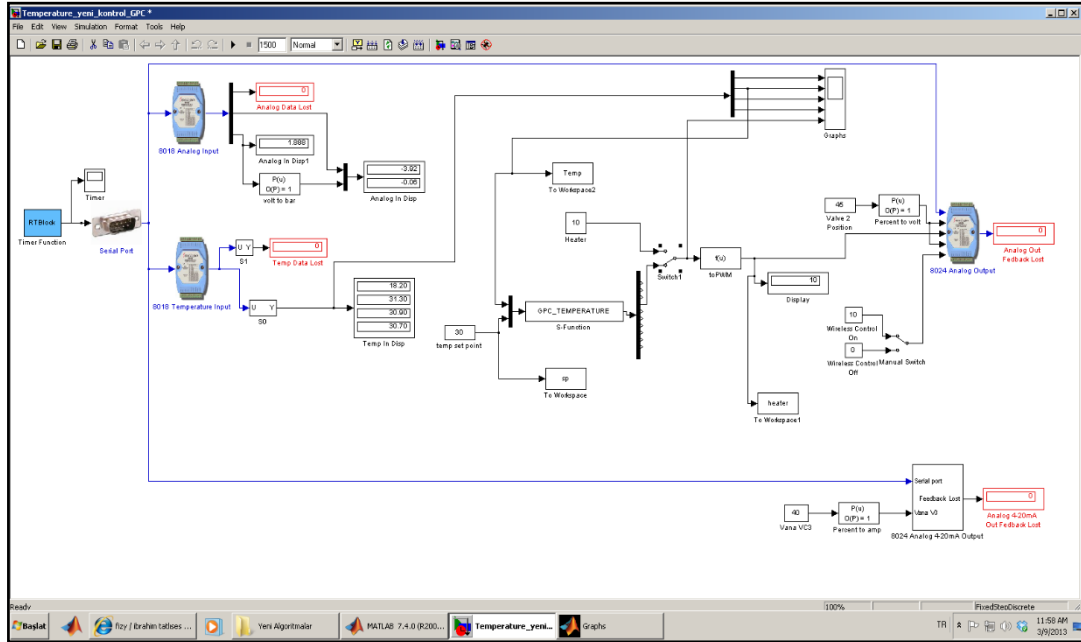 Temperature_yeni_kontrol_GPC *
File Edit View Simulation Format Tools Help
1500
Normal
0
Analog Data Lost
8018 Analog Input
1.888
Analog In Disp1
P(u)
O(P) = 1
volt to bar
-3.92
-0.06
Analog In Disp
Timer
RTBlock
Timer Function
Serial Port
U Y
S1
0
Temp Data Lost
8018 Temperature Input
U Y
S0
18.20
31.30
30.90
30.70
Temp In Disp
Graphs
Temp
To Workspace2
10
Heater
Switch1
f(u)
toPWM
10
Display
GPC_TEMPERATURE
S-Function
30
temp set point
sp
To Workspace
heater
To Workspace1
45
Valve 2
Position
P(u)
O(P) = 1
Percent to volt
8024 Analog Output
0
Analog Out
Fedback Lost
10
Wireless Control
On
0
Wireless Control
Off
Manual Switch
40
Vana VC3
P(u)
O(P) = 1
Percent to amp
Serial port
Feedback Lost
8024 Analog 4-20mA Output
0
Analog 4-20mA
Out Fedback Lost
Ready
100%
FixedStepDiscrete
Başlat
fizy / ibrahim tatlises ...
Yeni Algoritmalar
MATLAB 7.4.0 (R200...
Temperature_yeni...
Graphs
TR
11:58 AM
3/9/2013